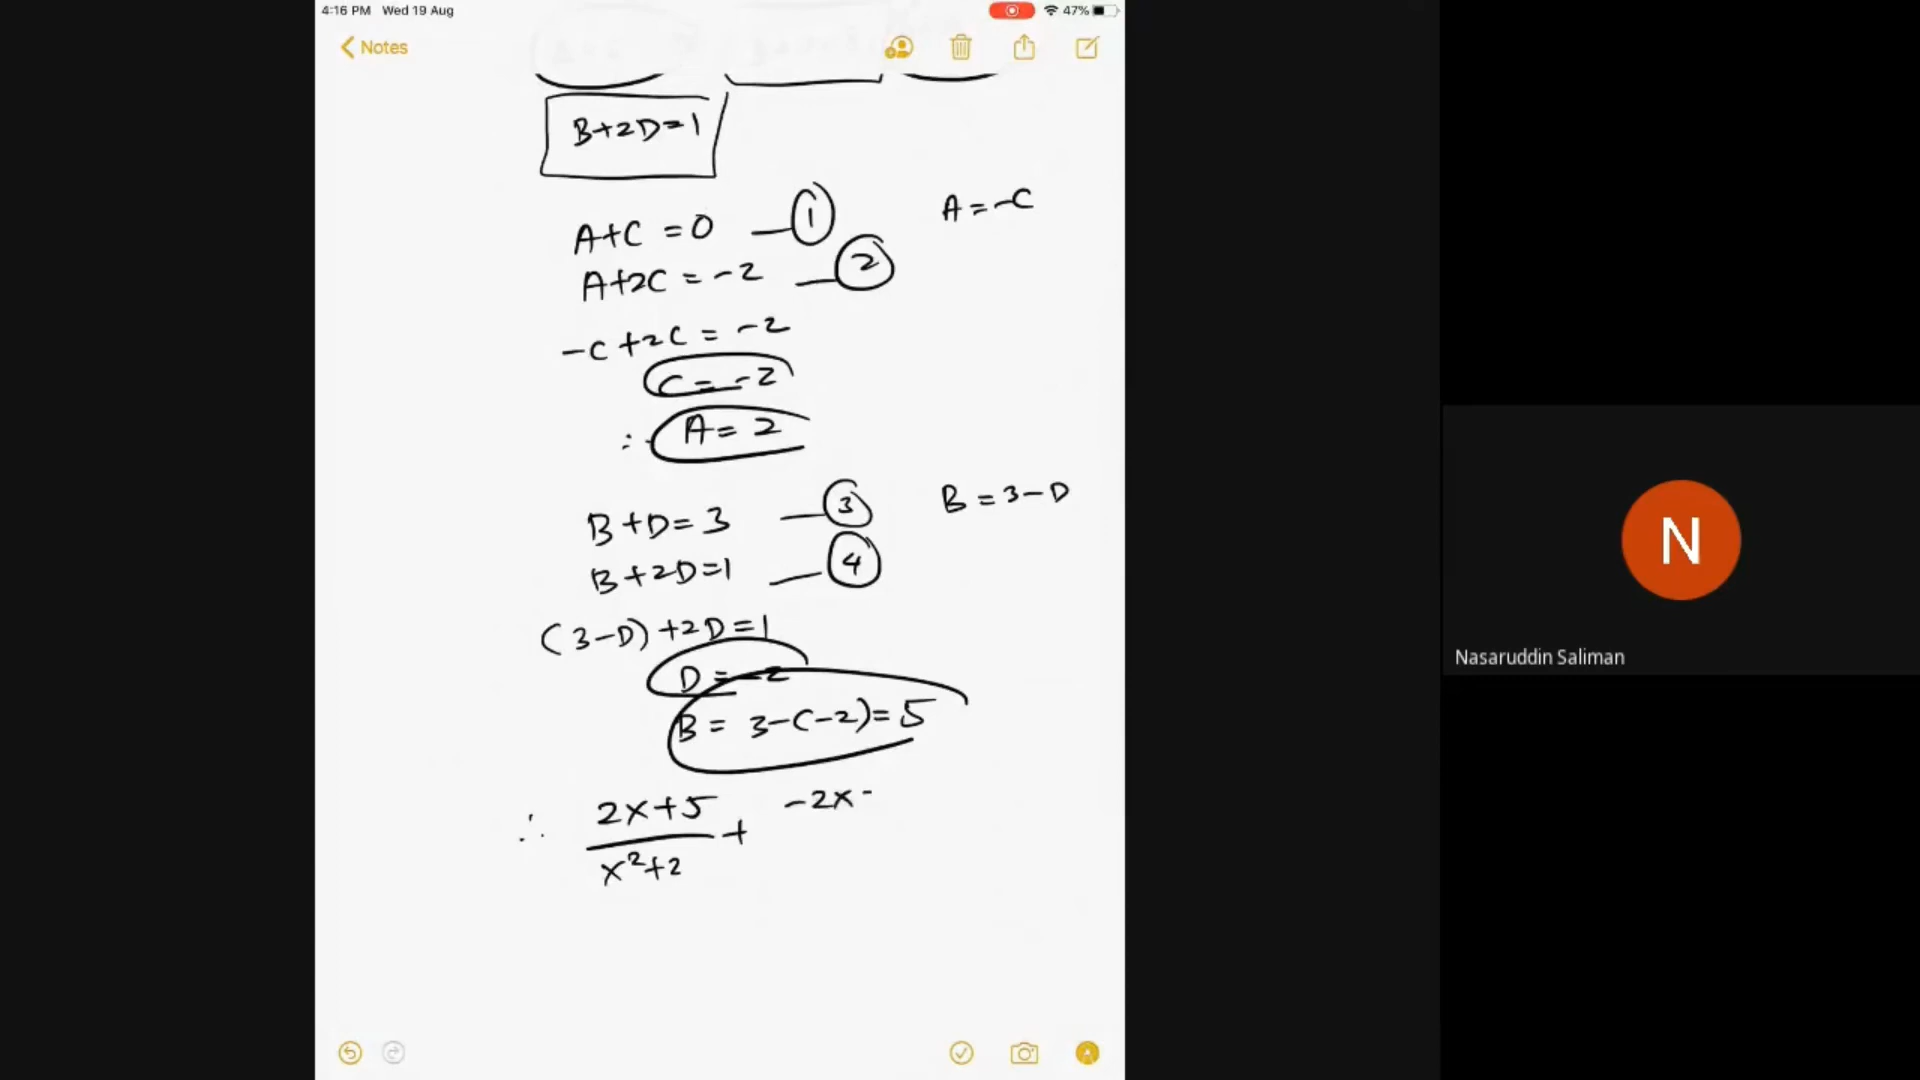 4:16 PM Wed 19 Aug
47%
Notes
B+2D=1
A+C = 0 — 1
A=-C
A+2C = -2 — 2
-C+2C = -2
C = -2
∴ A = 2
B+D = 3 — 3
B = 3-D
B+2D=1 — 4
(3-D)+2D=1
D = -2
B = 3-(-2) = 5
∴ 2x+5 / x²+2 + -2x -
N
Nasaruddin Saliman